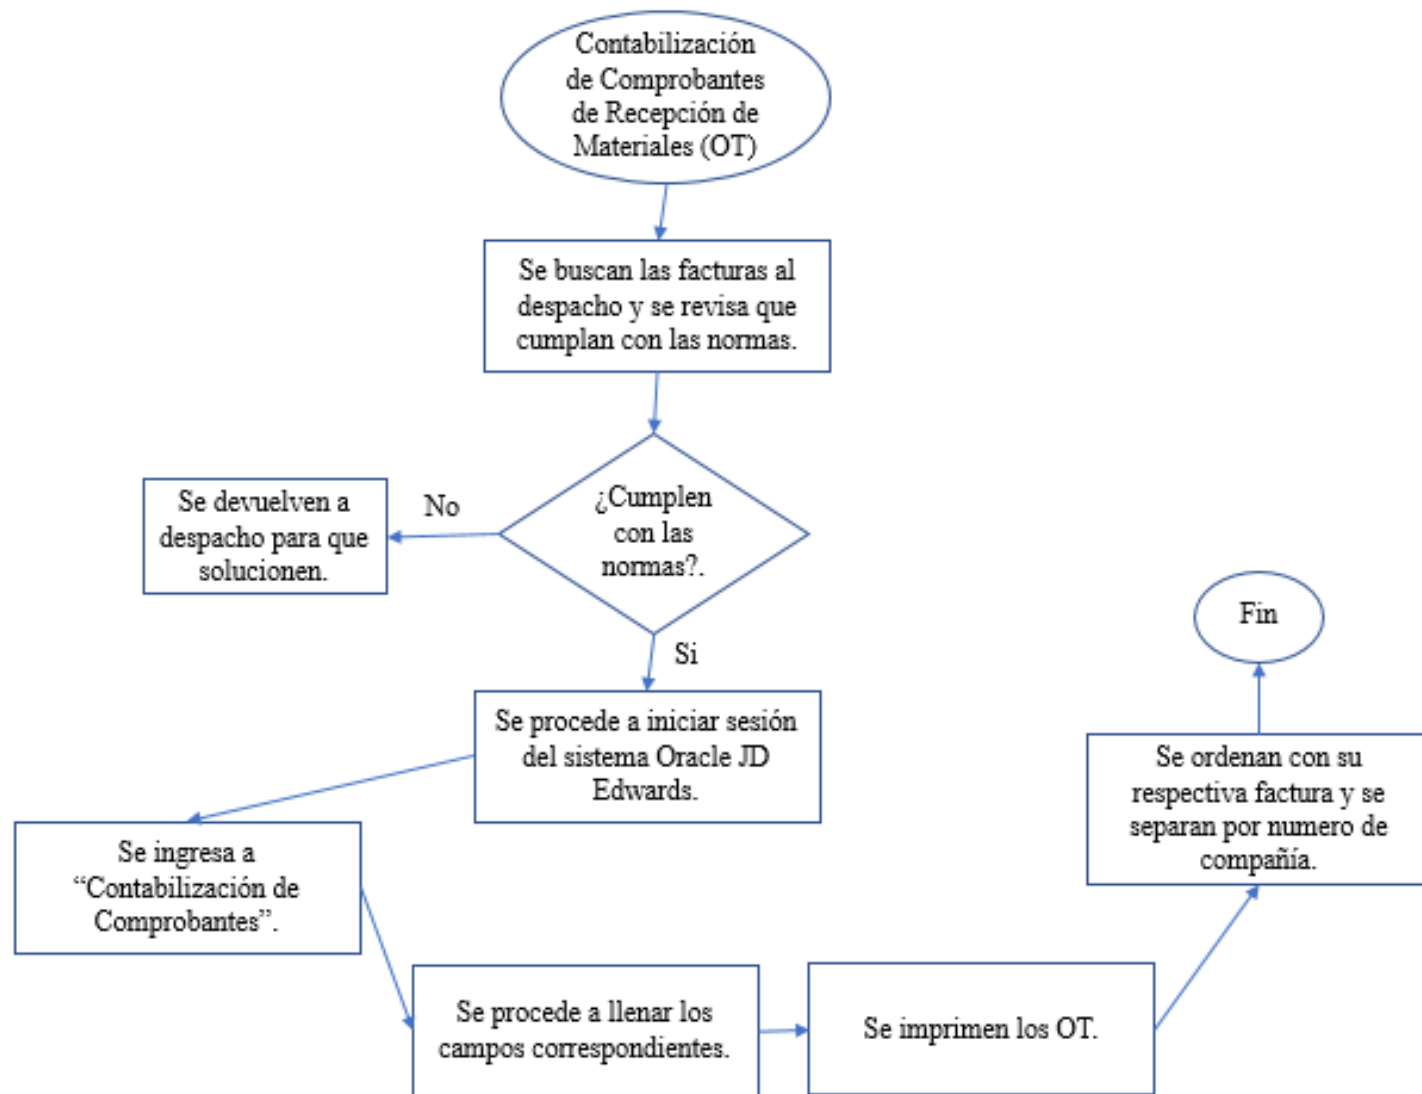 Contabilización
de Comprobantes
de Recepción de
Materiales (OT)
Se buscan las facturas al
despacho y se revisa que
cumplan con las normas.
¿Cumplen
con las
normas?.
No
Se devuelven a
despacho para que
solucionen.
Si
Se procede a iniciar sesión
del sistema Oracle JD
Edwards.
Se ingresa a
“Contabilización de
Comprobantes”.
Se procede a llenar los
campos correspondientes.
Se imprimen los OT.
Se ordenan con su
respectiva factura y se
separan por numero de
compañía.
Fin